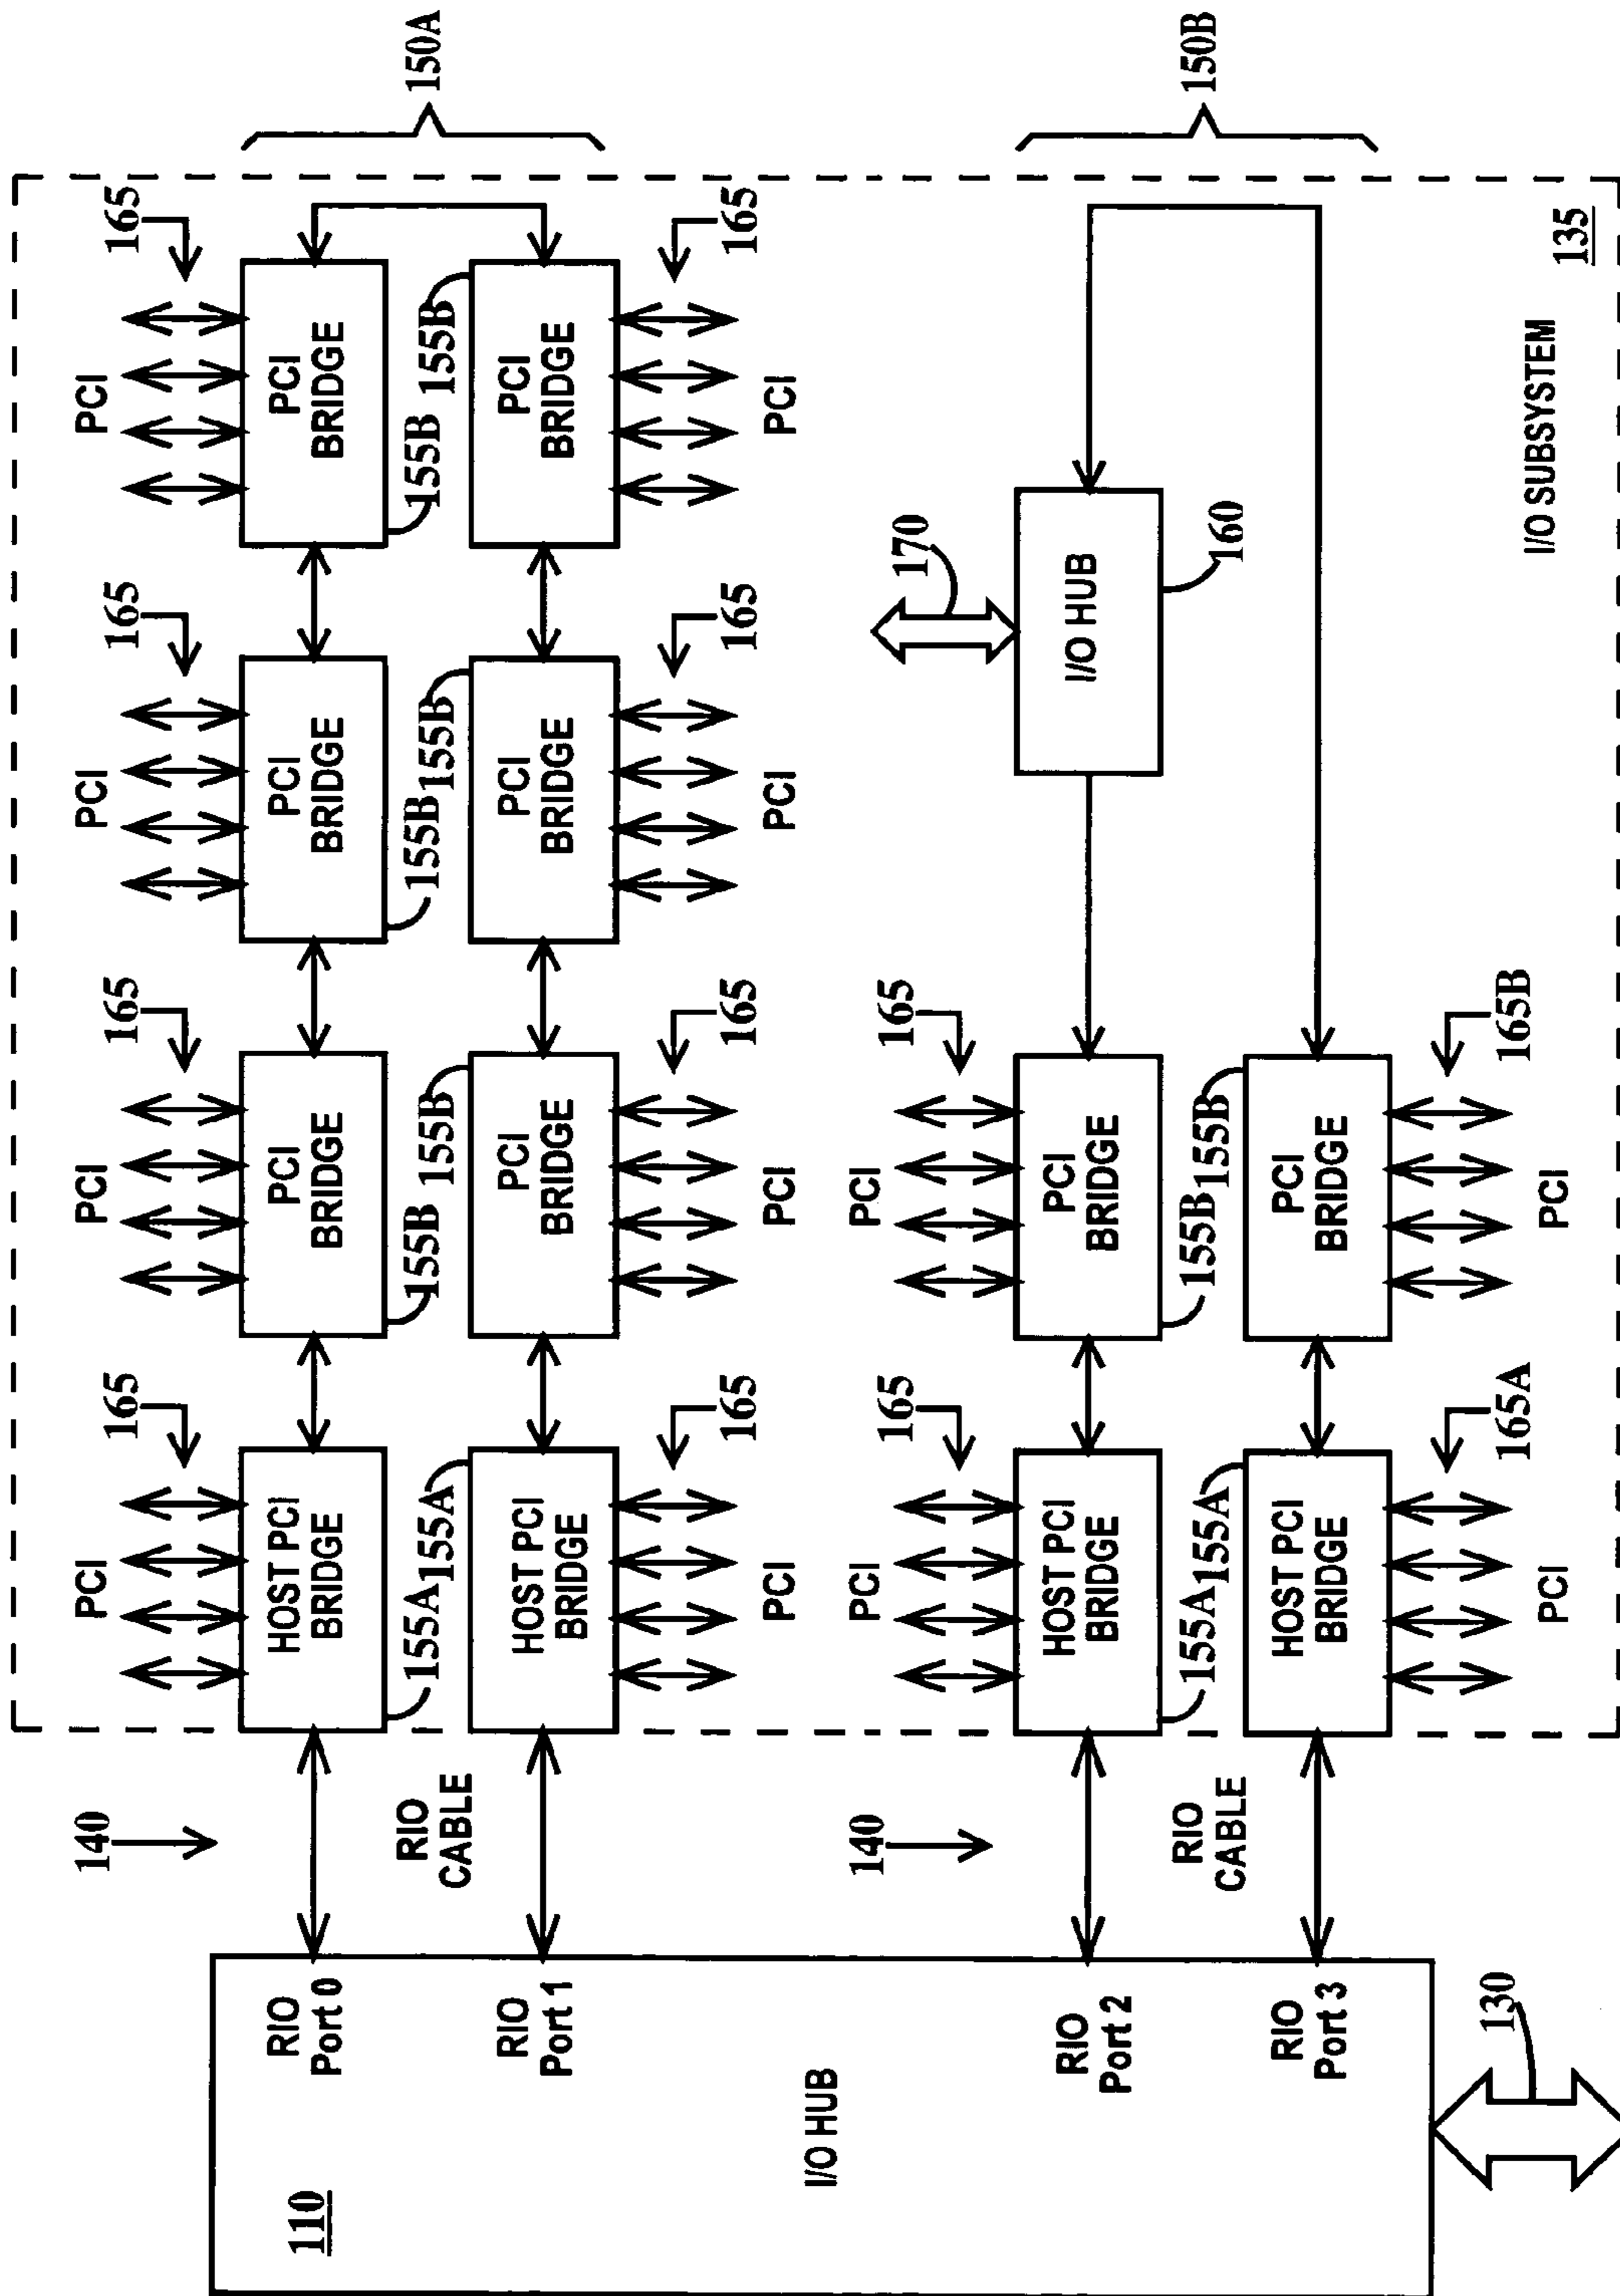 110
I/O HUB
RIO
Port 0
RIO
Port 1
RIO
Port 2
RIO
Port 3
130
140
RIO
CABLE
140
RIO
CABLE
PCI
165
PCI
165
PCI
165
PCI
165
HOST PCI
BRIDGE
PCI
BRIDGE
PCI
BRIDGE
PCI
BRIDGE
155A
155A
155B
155B
155B
155B
155B
155B
HOST PCI
BRIDGE
PCI
BRIDGE
PCI
BRIDGE
PCI
BRIDGE
PCI
165
PCI
165
PCI
165
PCI
165
150A
PCI
165
PCI
165
170
HOST PCI
BRIDGE
PCI
BRIDGE
I/O HUB
155A
155A
155B
155B
160
HOST PCI
BRIDGE
PCI
BRIDGE
165A
165B
PCI
PCI
150B
I/O SUBSYSTEM
135